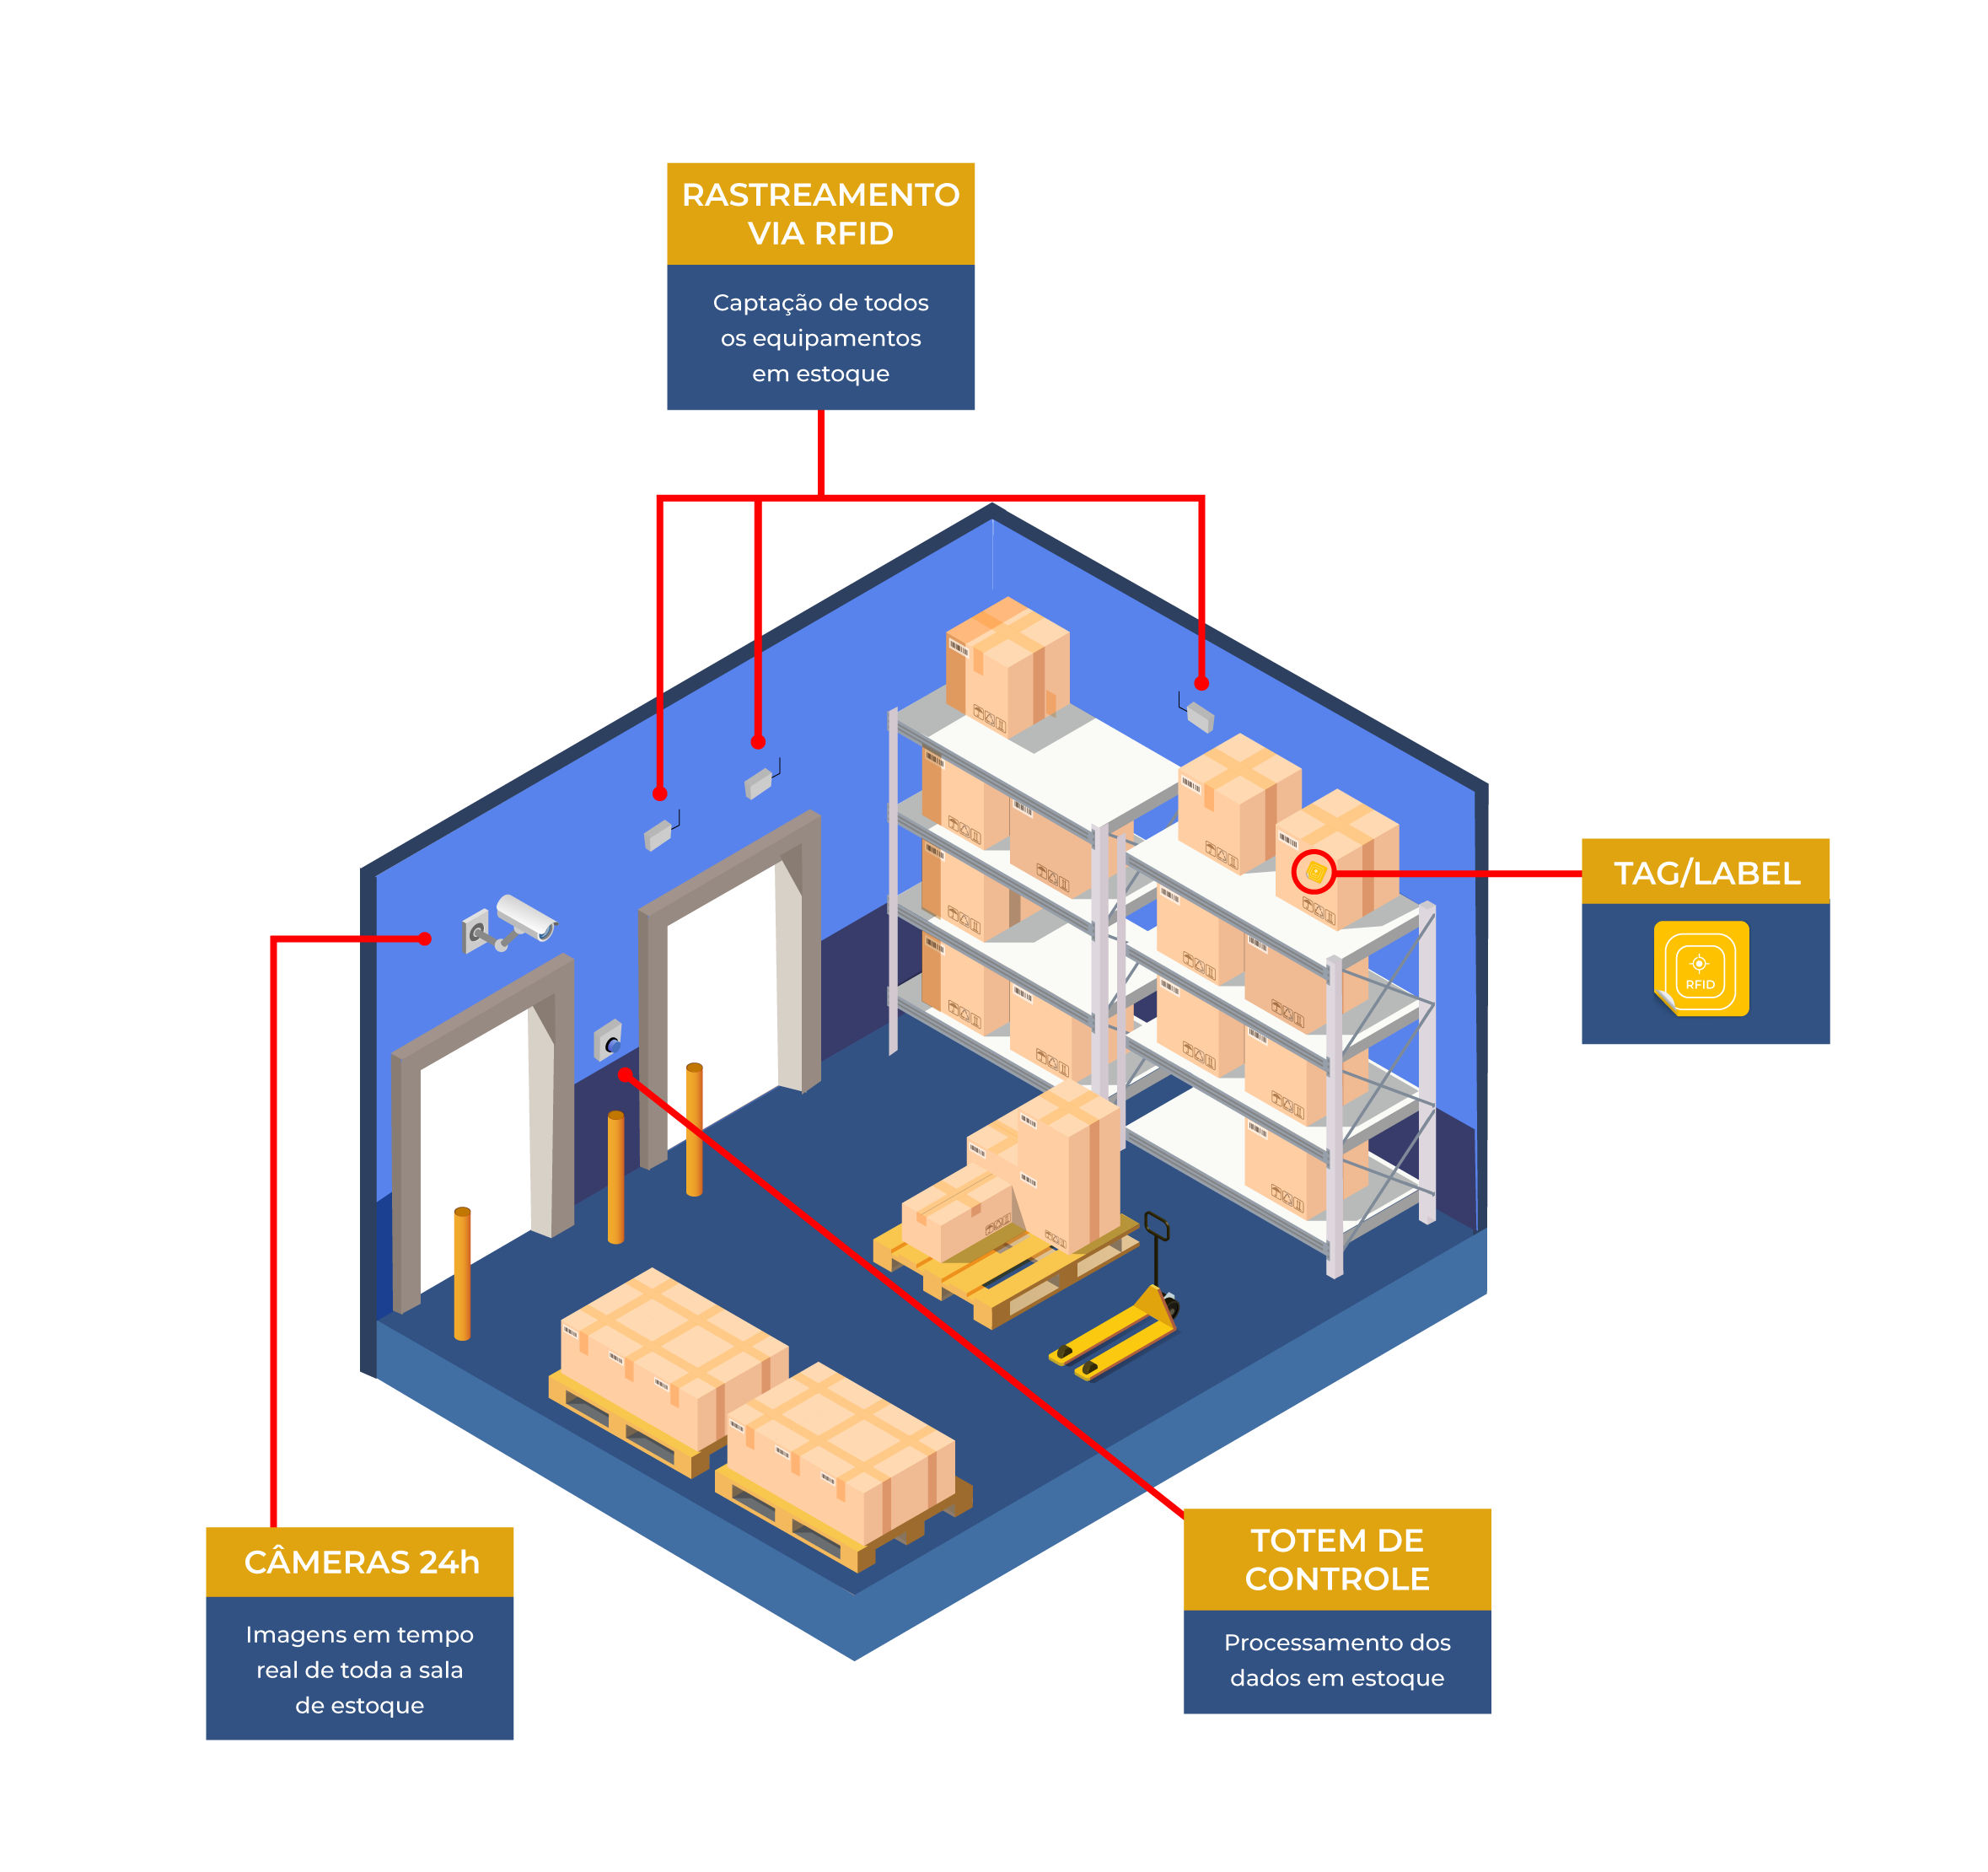 RASTREAMENTO
VIA RFID
Captação de todos
os equipamentos
em estoque
TAG/LABEL
RFID
CÂMERAS 24h
Imagens em tempo
real de toda a sala
de estoque
TOTEM DE
CONTROLE
Processamento dos
dados em estoque